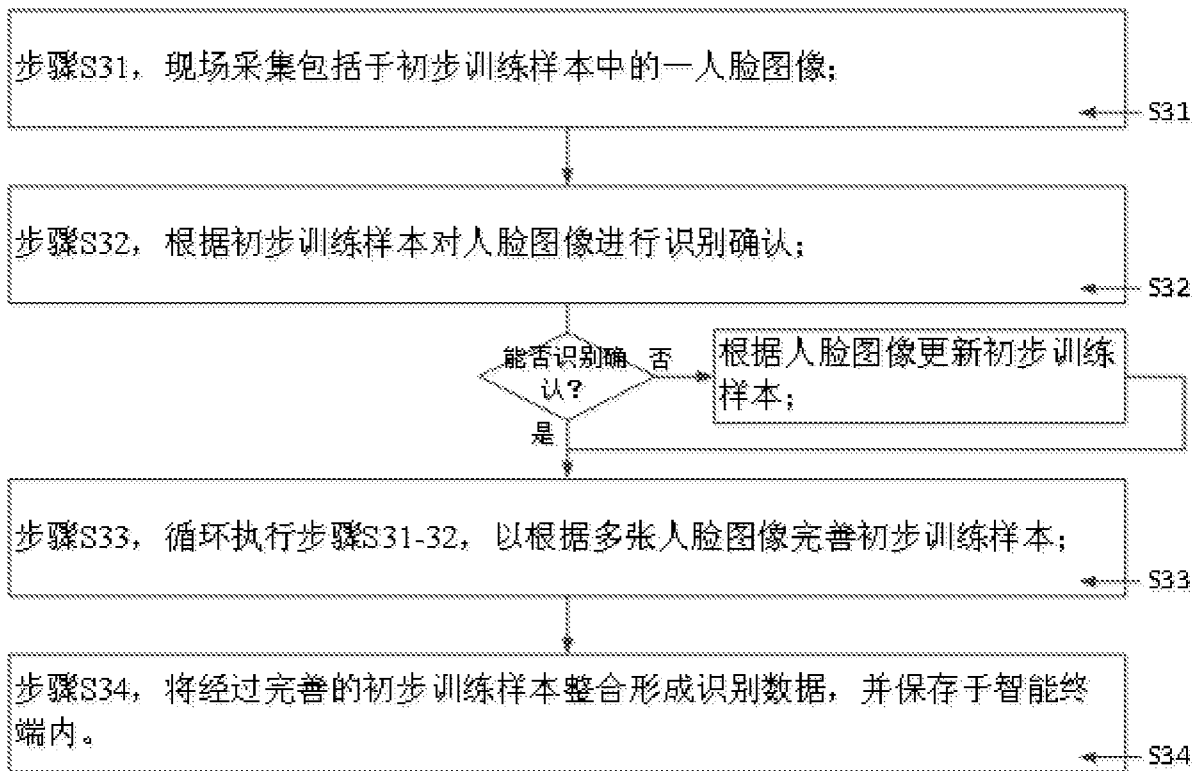 步骤S31，现场采集包括于初步训练样本中的一人脸图像；
S31
步骤S32，根据初步训练样本对人脸图像进行识别确认；
S32
能否识别确
认？
否
根据人脸图像更新初步训练
样本；
是
步骤S33，循环执行步骤S31-32，以根据多张人脸图像完善初步训练样本；
S33
步骤S34，将经过完善的初步训练样本整合形成识别数据，并保存于智能终
端内。
S34